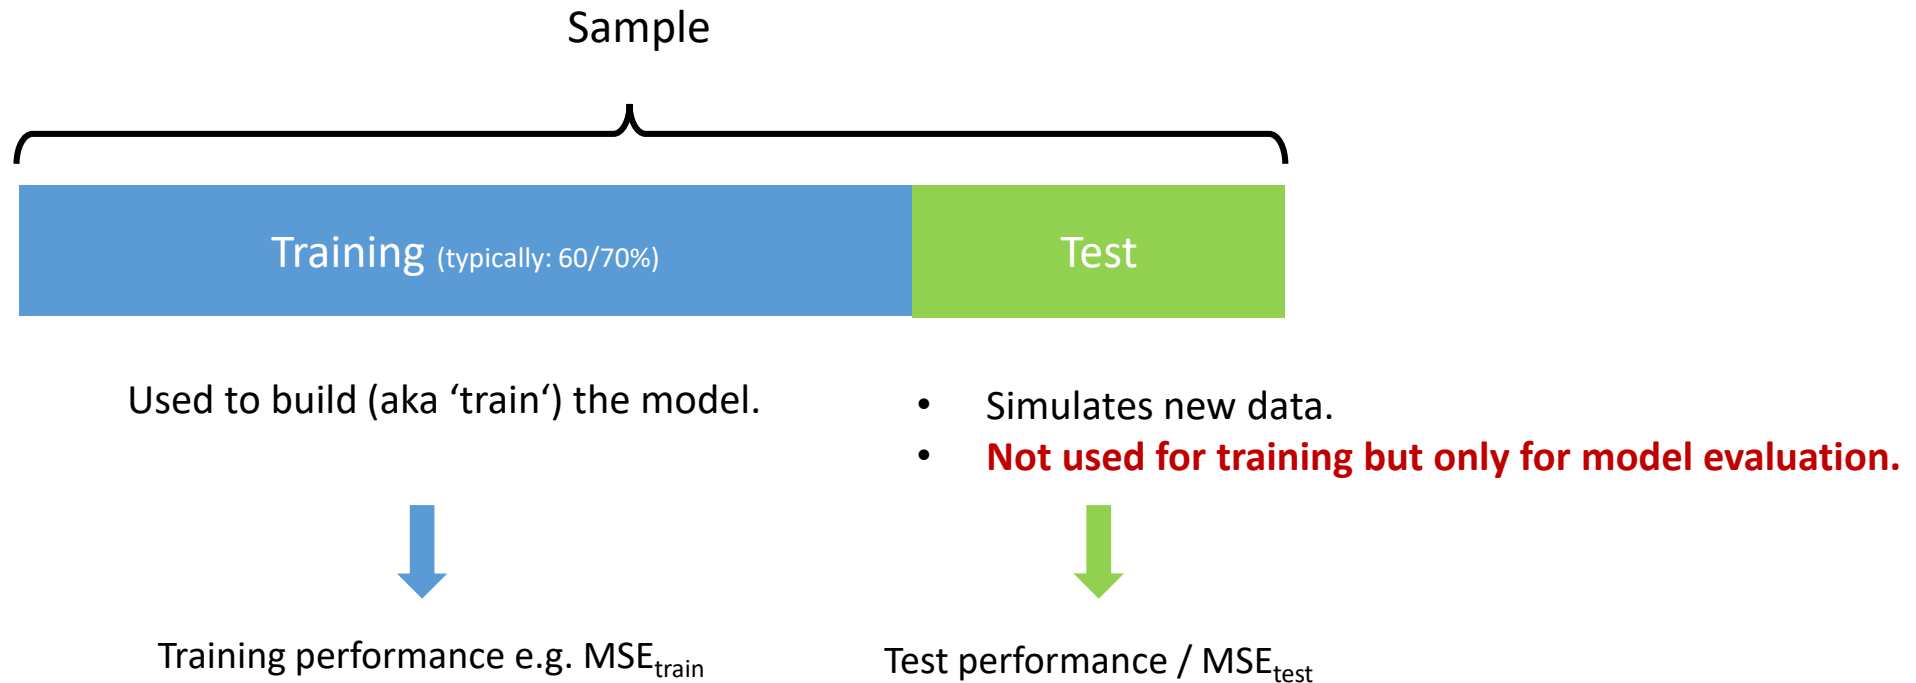 Sample
Training (typically: 60/70%)
Test
Used to build (aka ‘train‘) the model.
• Simulates new data.
• Not used for training but only for model evaluation.
Training performance e.g. MSEtrain
Test performance / MSEtest